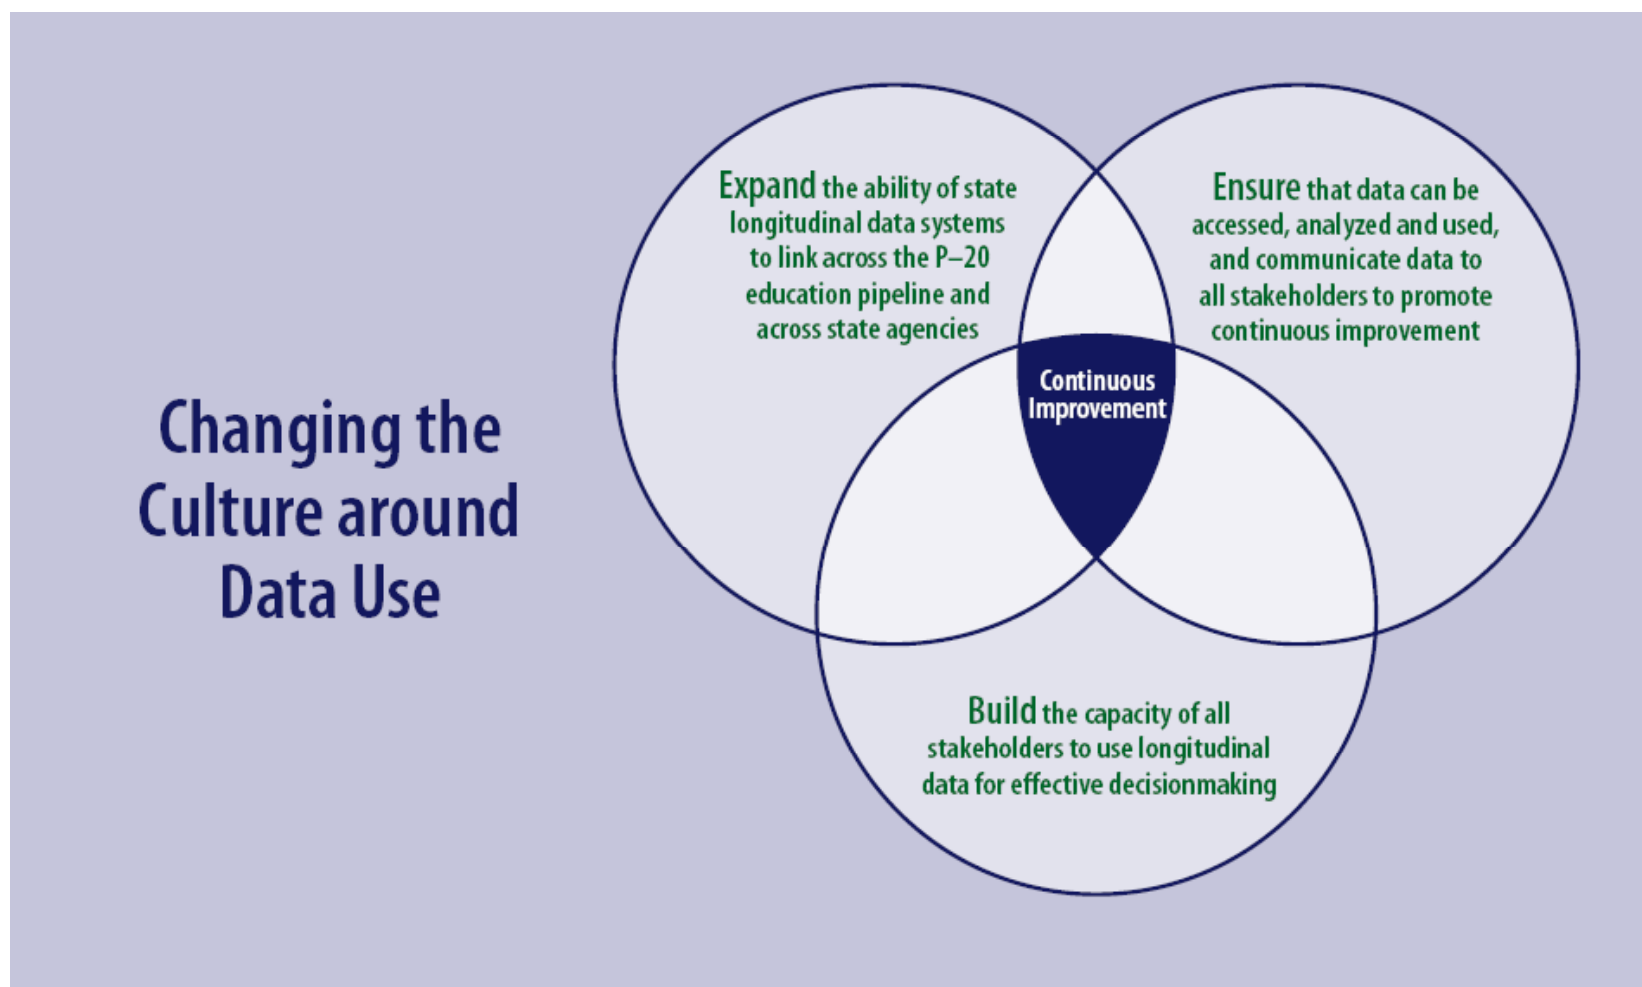 Changing the
Culture around
Data Use
Expand the ability of state
longitudinal data systems
to link across the P–20
education pipeline and
across state agencies
Ensure that data can be
accessed, analyzed and used,
and communicate data to
all stakeholders to promote
continuous improvement
Continuous
Improvement
Build the capacity of all
stakeholders to use longitudinal
data for effective decisionmaking